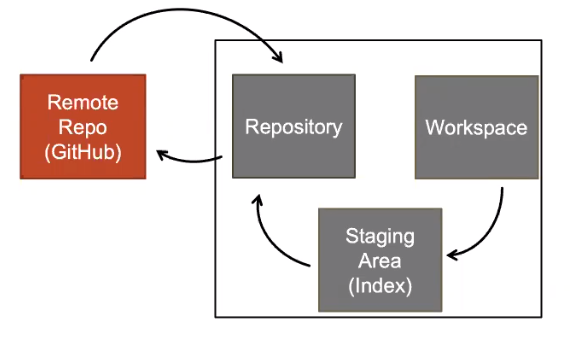 Remote
Repo
(GitHub)
Repository
Workspace
Staging
Area
(Index)